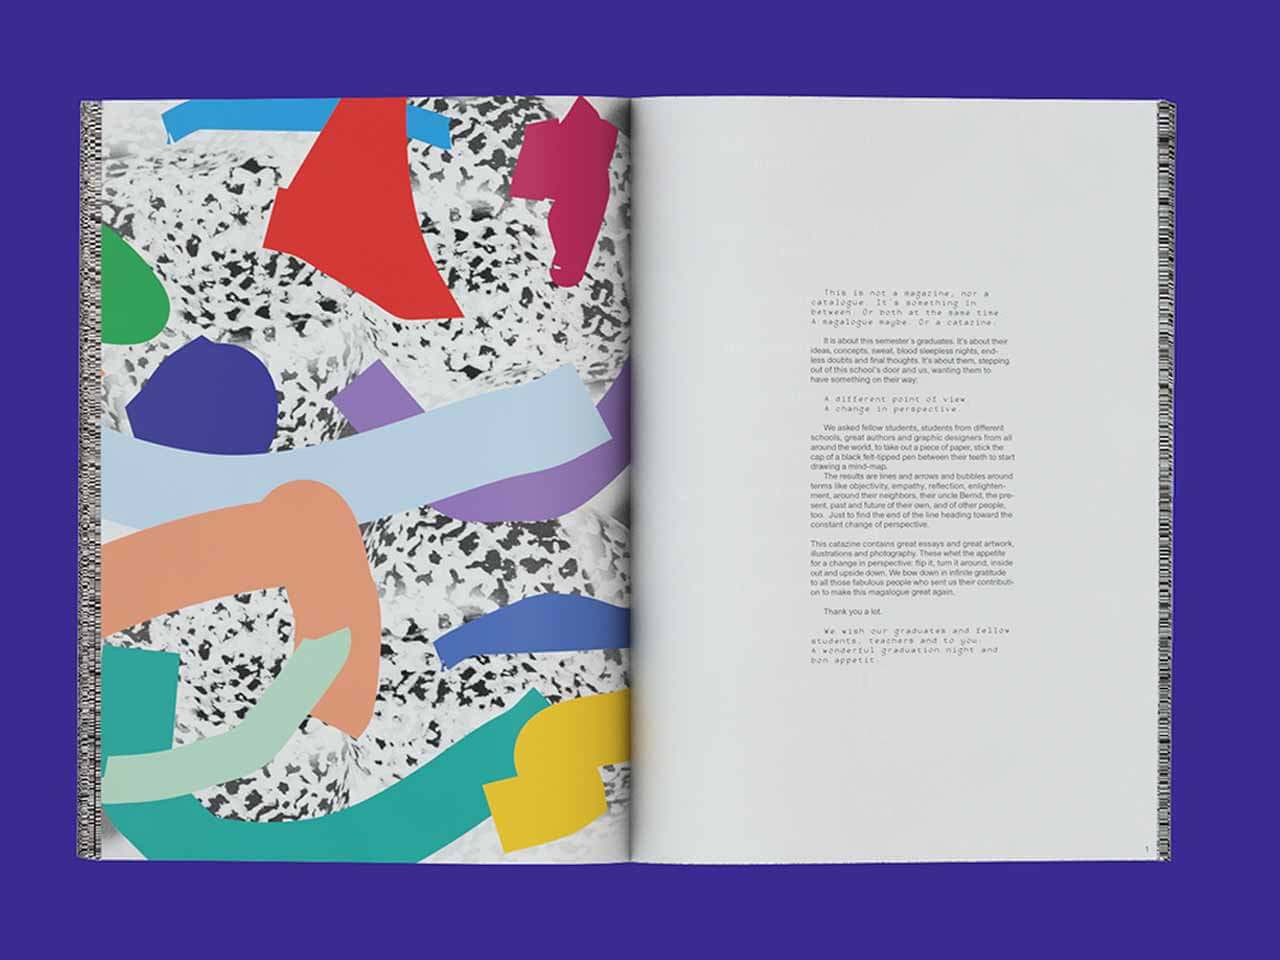 This is not a magazine, nor a
catalogue. It's something in
between. Or both at the same time
A magalogue maybe. Or a catazine.
It is about this semester's graduates. It's about their
ideas, concepts, sweat, blood sleepless nights, end-
less doubts and final thoughts. It's about them, stepping
out of this school's door and us, wanting them to
have something on their way:
A different point of view
A change in perspective.
We asked fellow students, students from different
schools, great authors and graphic designers from all
around the world, to take out a piece of paper, stick the
cap of a black felt-tipped pen between their teeth to start
drawing a mind-map.
The results are lines and arrows and bubbles around
terms like objectivity, empathy, reflection, enlighten-
ment, around their neighbors, their uncle Bernd, the pre-
sent, past and future of their own, and of other people,
too. Just to find the end of the line heading toward the
constant change of perspective.
This catazine contains great essays and great artwork,
illustrations and photography. These whet the appetite
for a change in perspective: flip it, turn it around, inside
out and upside down. We bow down in infinite gratitude
to all those fabulous people who sent us their contributi-
on to make this magalogue great again.
Thank you a lot.
We wish our graduates and fellow
students, teachers and to you:
A wonderful graduation night and
bon appetit.
1